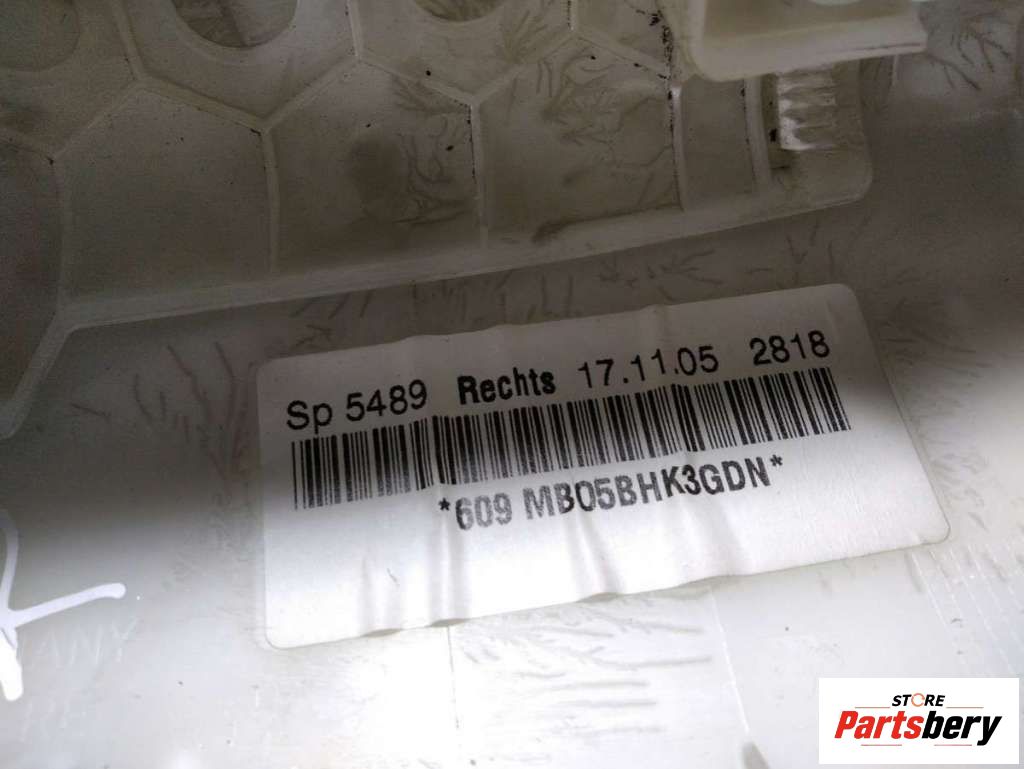 Sp 5489 Rechts 17.11.05 2818
*609 MB05BHK3GDN*
STORE
Partsbery